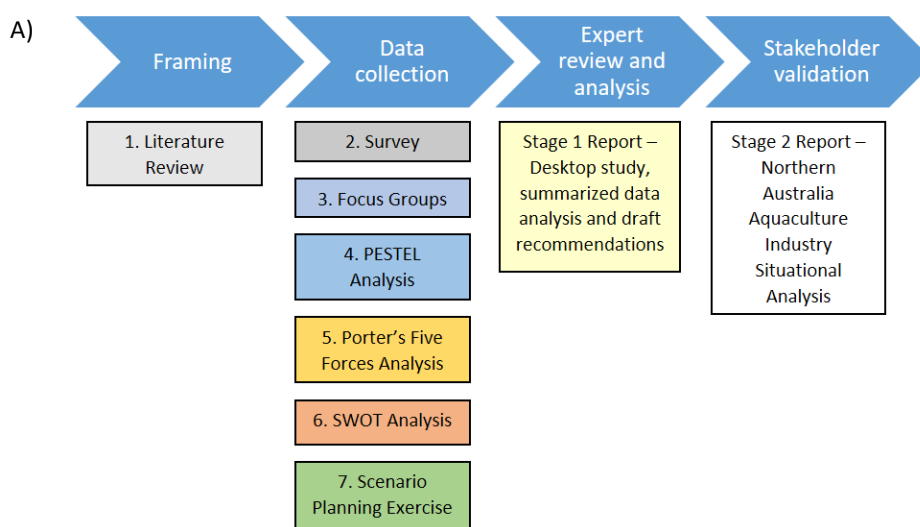 A)
Framing
Data
collection
Expert
review and
analysis
Stakeholder
validation
1. Literature
Review
2. Survey
3. Focus Groups
4. PESTEL
Analysis
5. Porter's Five
Forces Analysis
6. SWOT Analysis
7. Scenario
Planning Exercise
Stage 1 Report –
Desktop study,
summarized data
analysis and draft
recommendations
Stage 2 Report –
Northern
Australia
Aquaculture
Industry
Situational
Analysis